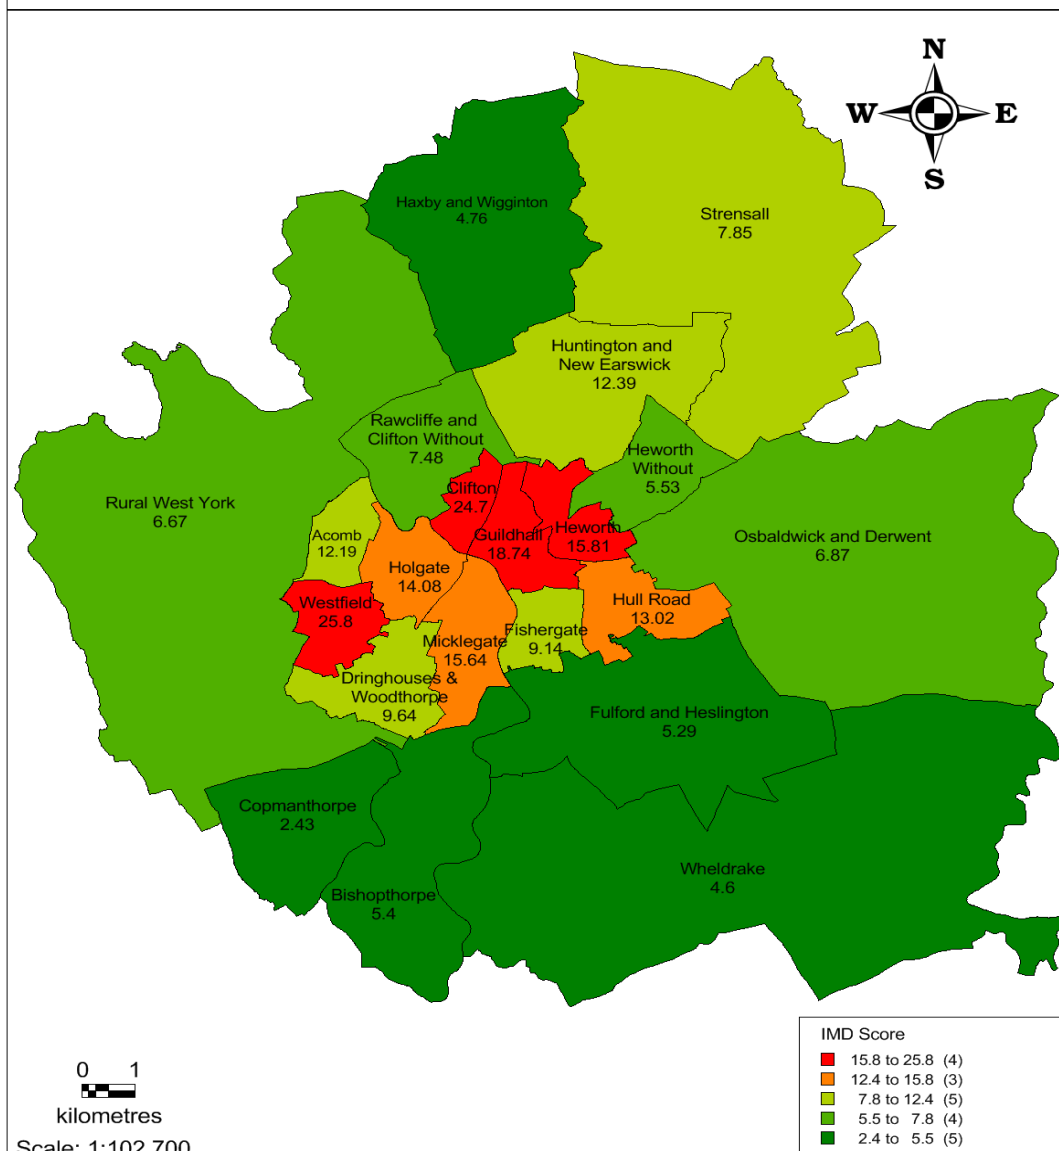 N
W E
S
Haxby and Wigginton
4.76
Strensall
7.85
Huntington and
New Earswick
12.39
Rawcliffe and
Clifton Without
7.48
Heworth
Without
5.53
Rural West York
6.67
Clifton
24.7
Guildhall
18.74
Heworth
15.81
Osbaldwick and Derwent
6.87
Acomb
12.19
Holgate
14.08
Westfield
25.8
Hull Road
13.02
Micklegate
15.64
Fishergate
9.14
Dringhouses &
Woodthorpe
9.64
Fulford and Heslington
5.29
Copmanthorpe
2.43
Bishopthorpe
5.4
Wheldrake
4.6
0 1
kilometres
Scale: 1:102,700
IMD Score
15.8 to 25.8 (4)
12.4 to 15.8 (3)
7.8 to 12.4 (5)
5.5 to 7.8 (4)
2.4 to 5.5 (5)